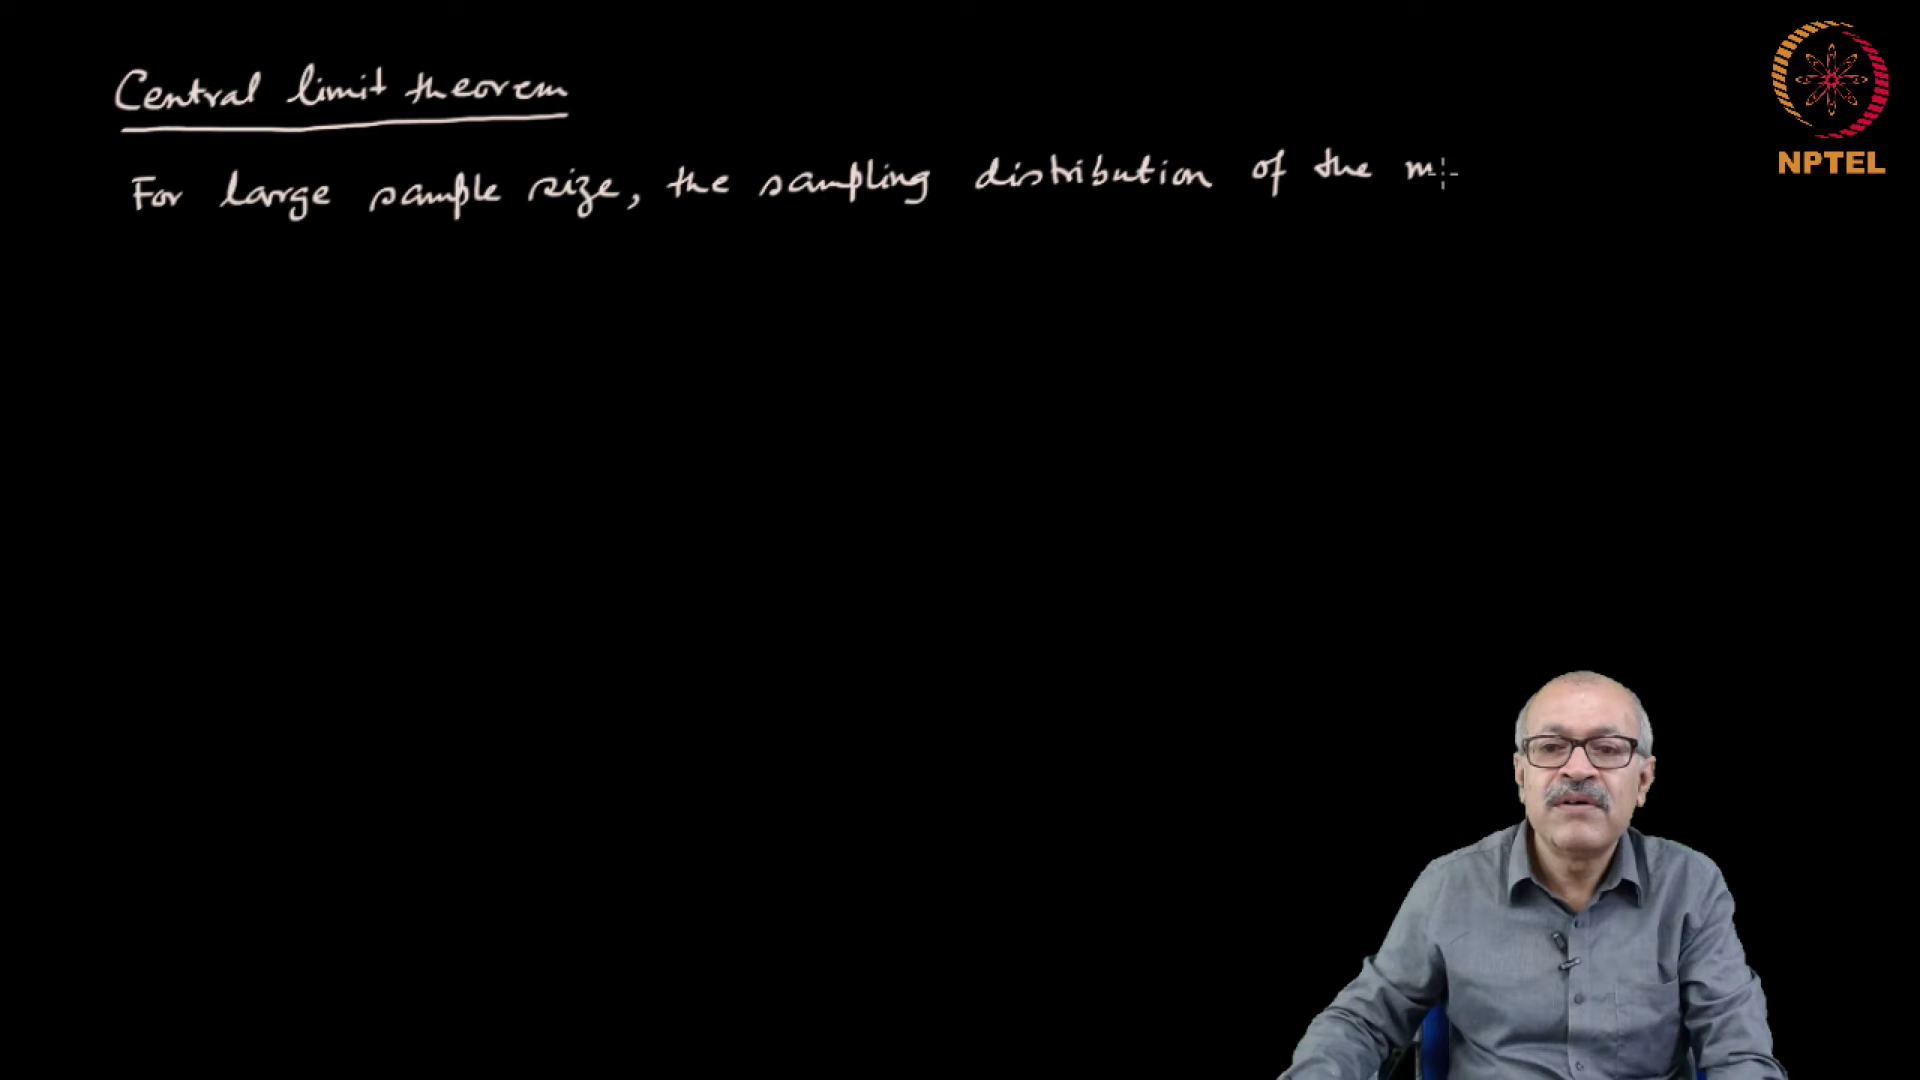 Central limit theorem
For large sample size, the sampling distribution of the m
NPTEL